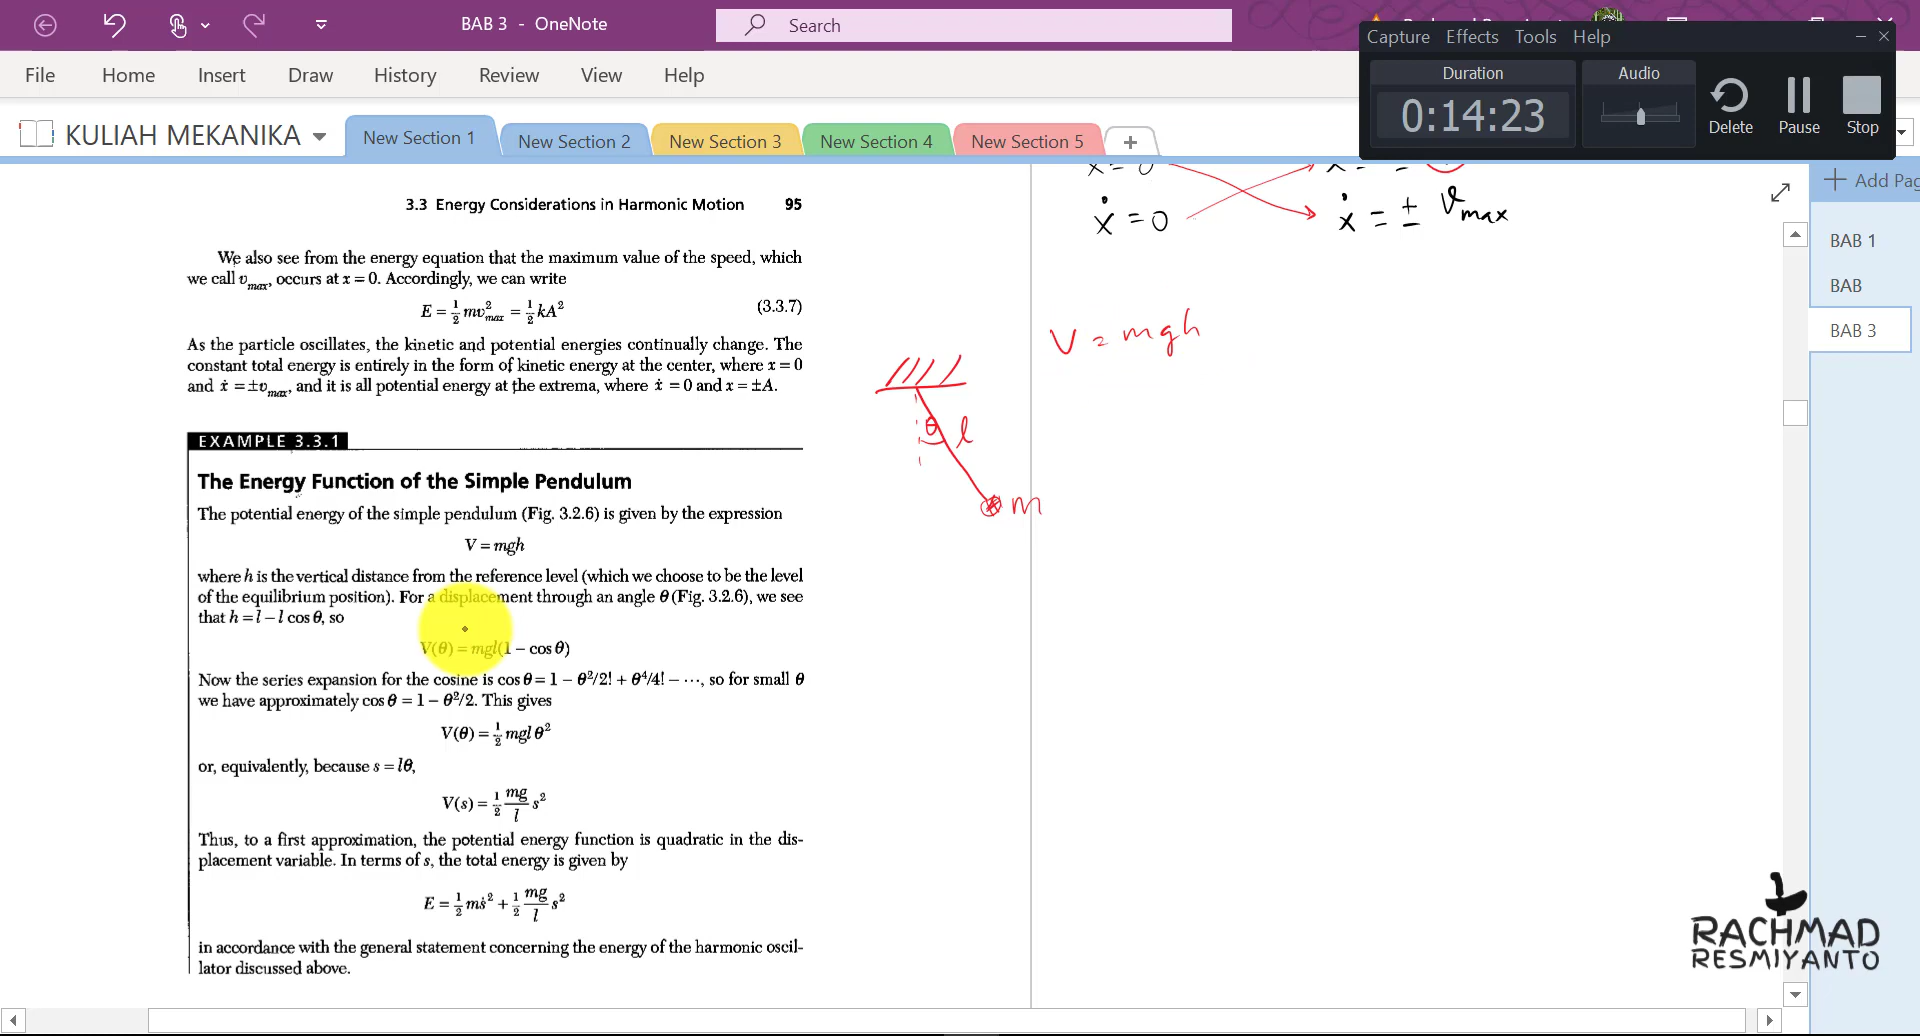 BAB 3 - OneNote
Search
Capture Effects Tools Help
Duration
Audio
0:14:23
Delete
Pause
Stop
File Home Insert Draw History Review View Help
KULIAH MEKANIKA
New Section 1
New Section 2
New Section 3
New Section 4
New Section 5
Add Pag
BAB 1
BAB
BAB 3
3.3 Energy Considerations in Harmonic Motion 95
We also see from the energy equation that the maximum value of the speed, which
we call v_max, occurs at x = 0. Accordingly, we can write
E = 1/2 mv²_max = 1/2 kA² (3.3.7)
As the particle oscillates, the kinetic and potential energies continually change. The
constant total energy is entirely in the form of kinetic energy at the center, where x = 0
and ẋ = ±v_max, and it is all potential energy at the extrema, where ẋ = 0 and x = ±A.
EXAMPLE 3.3.1
The Energy Function of the Simple Pendulum
The potential energy of the simple pendulum (Fig. 3.2.6) is given by the expression
V = mgh
where h is the vertical distance from the reference level (which we choose to be the level
of the equilibrium position). For a displacement through an angle θ (Fig. 3.2.6), we see
that h = l − l cos θ, so
V(θ) = mgl(1 − cos θ)
Now the series expansion for the cosine is cos θ = 1 − θ²/2! + θ⁴/4! − ⋯, so for small θ
we have approximately cos θ = 1 − θ²/2. This gives
V(θ) = 1/2 mgl θ²
or, equivalently, because s = lθ,
V(s) = 1/2 mg/l s²
Thus, to a first approximation, the potential energy function is quadratic in the dis-
placement variable. In terms of s, the total energy is given by
E = 1/2 mṡ² + 1/2 mg/l s²
in accordance with the general statement concerning the energy of the harmonic oscil-
lator discussed above.
ẋ = 0
ẋ = ± v_max
V = mgh
θ
l
m
RACHMAD
RESMIYANTO